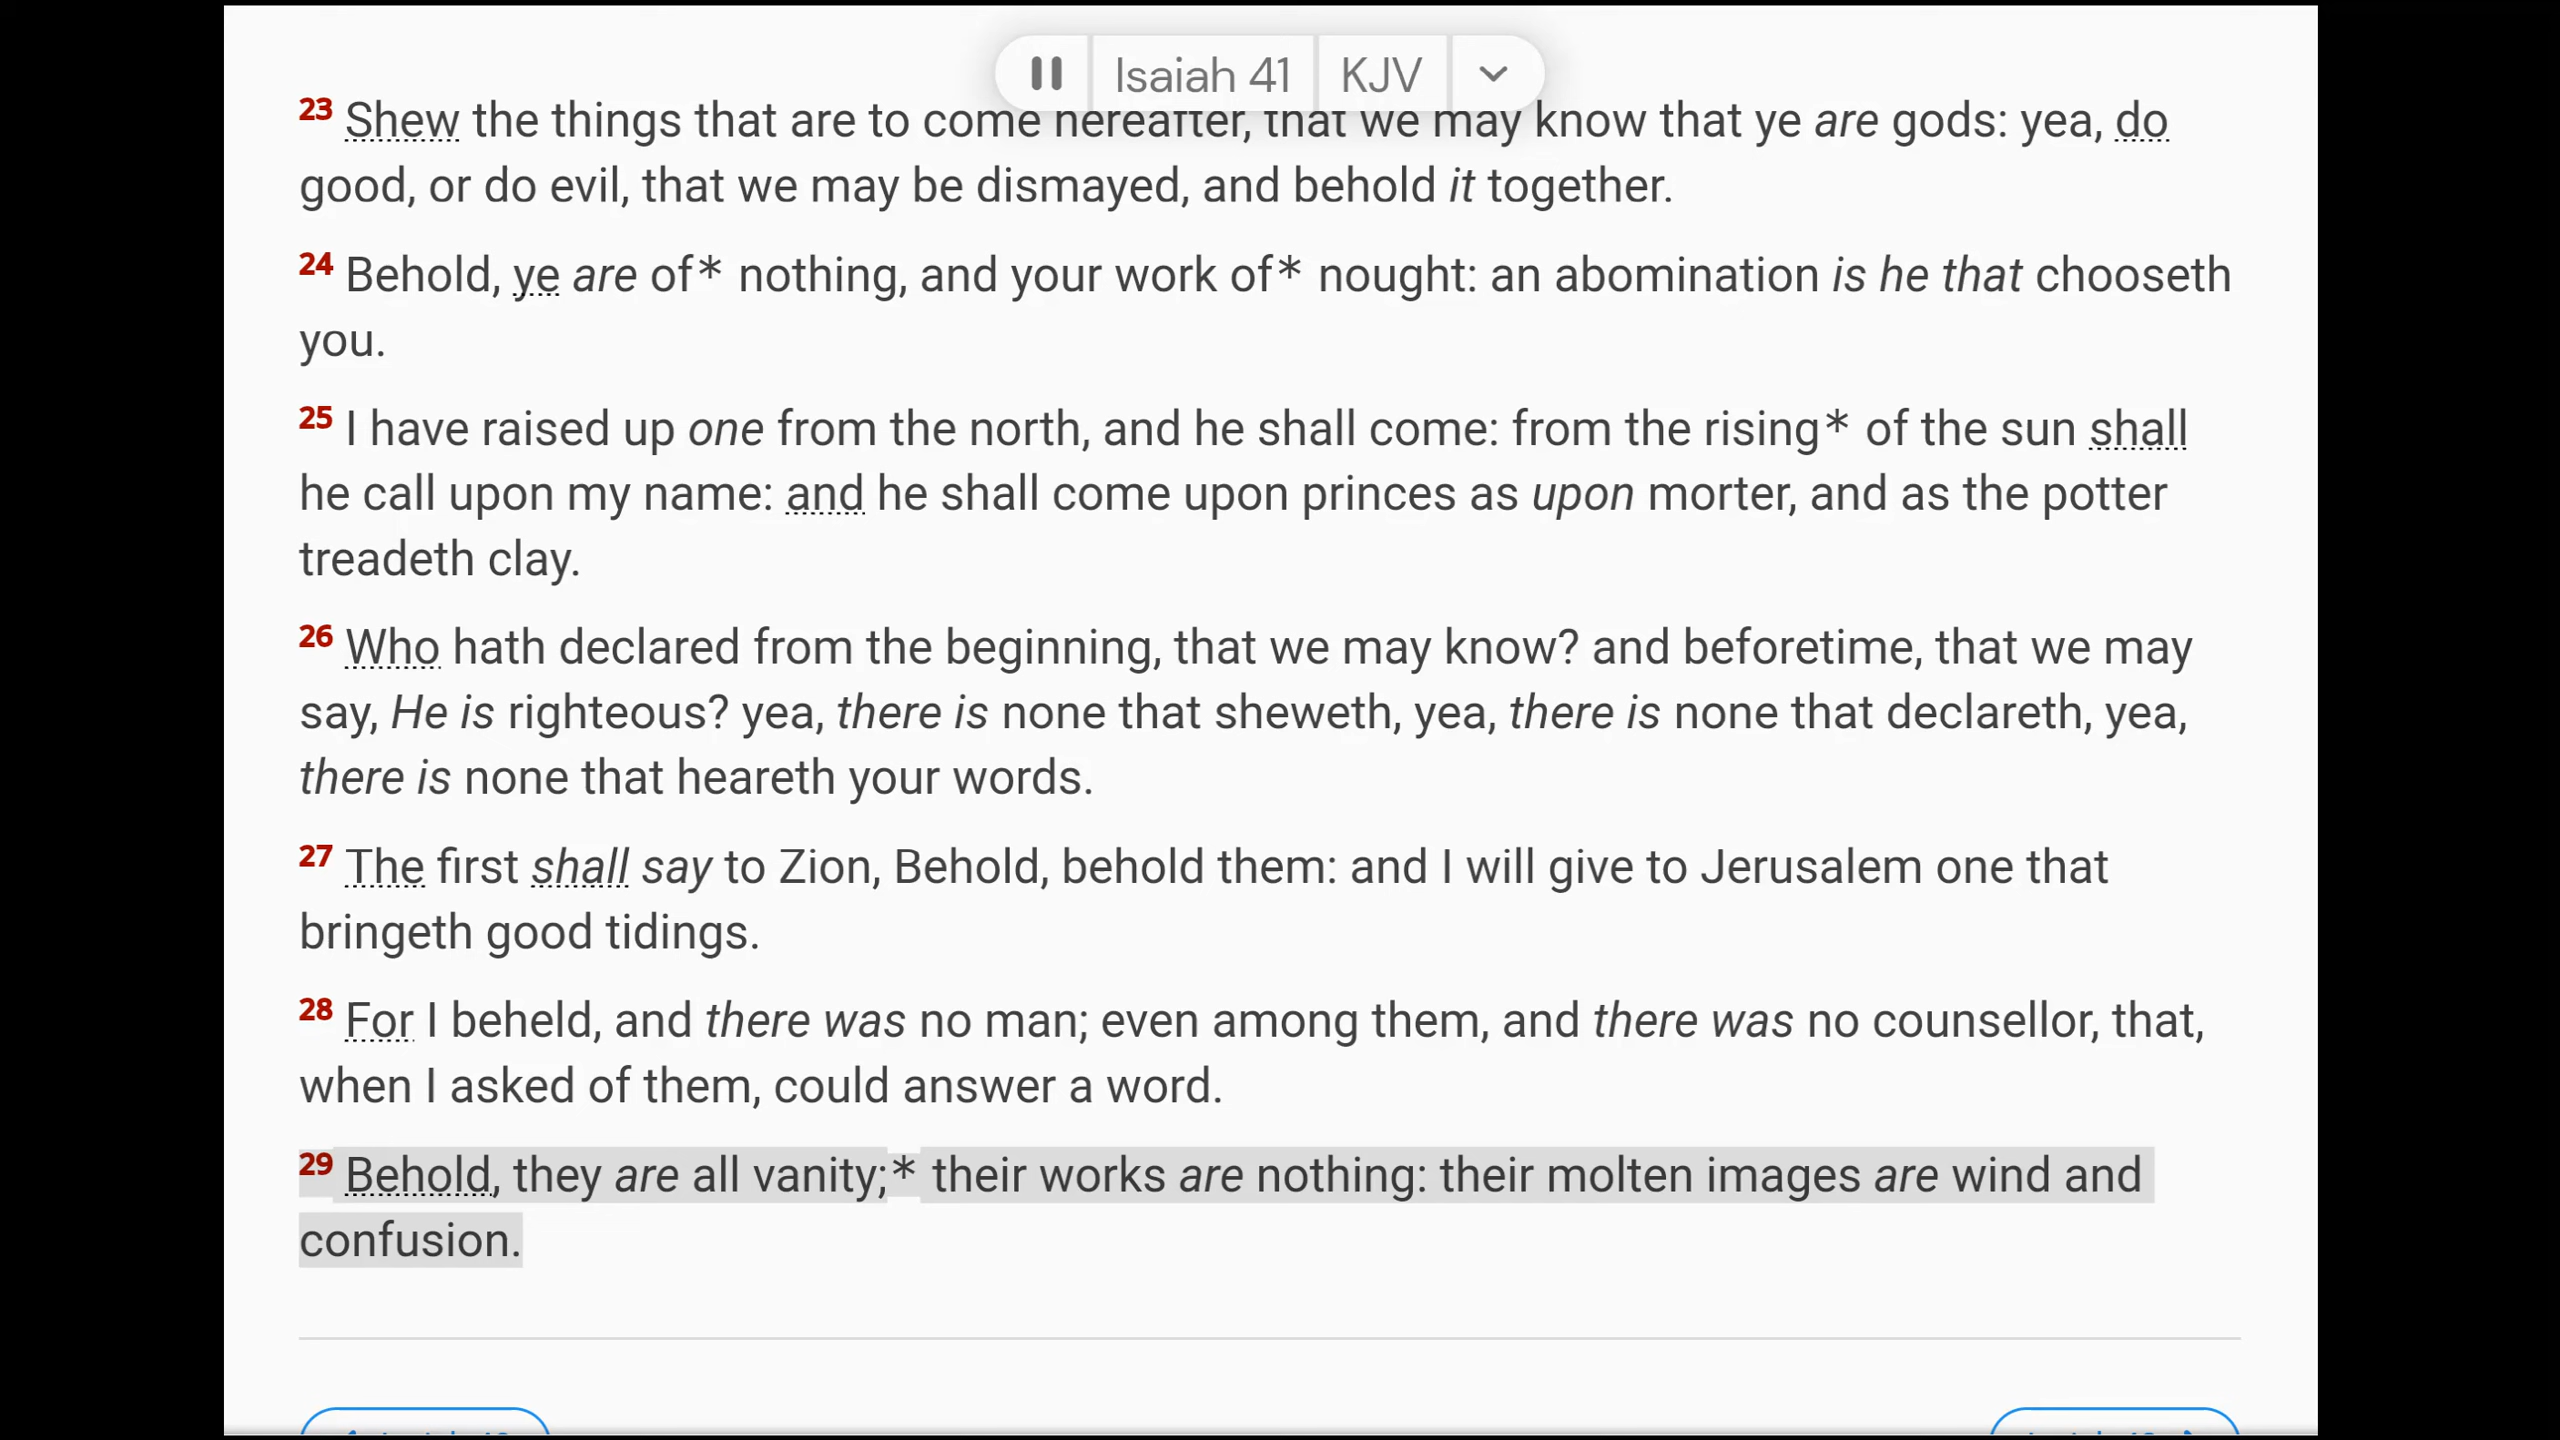 Isaiah 41 KJV
23 Shew the things that are to come hereafter, that we may know that ye are gods: yea, do
good, or do evil, that we may be dismayed, and behold it together.
24 Behold, ye are of* nothing, and your work of* nought: an abomination is he that chooseth
you.
25 I have raised up one from the north, and he shall come: from the rising* of the sun shall
he call upon my name: and he shall come upon princes as upon morter, and as the potter
treadeth clay.
26 Who hath declared from the beginning, that we may know? and beforetime, that we may
say, He is righteous? yea, there is none that sheweth, yea, there is none that declareth, yea,
there is none that heareth your words.
27 The first shall say to Zion, Behold, behold them: and I will give to Jerusalem one that
bringeth good tidings.
28 For I beheld, and there was no man; even among them, and there was no counsellor, that,
when I asked of them, could answer a word.
29 Behold, they are all vanity;* their works are nothing: their molten images are wind and
confusion.